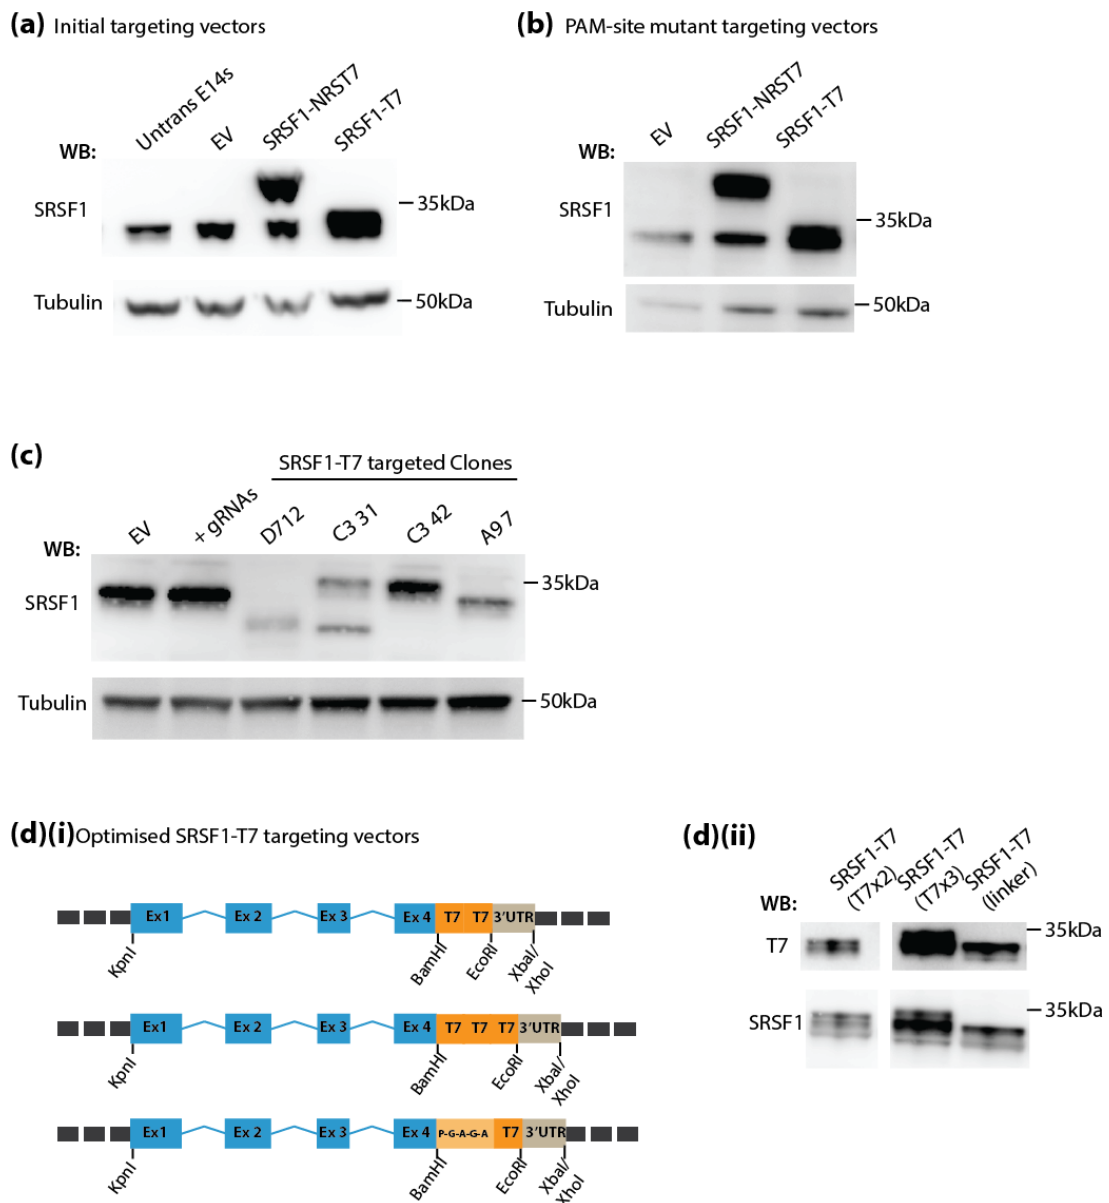 (a) Initial targeting vectors
Untrans E14s
EV
SRSF1-NRST7
SRSF1-T7
WB:
SRSF1
35kDa
Tubulin
50kDa
(b) PAM-site mutant targeting vectors
EV
SRSF1-NRST7
SRSF1-T7
WB:
SRSF1
35kDa
Tubulin
50kDa
(c)
SRSF1-T7 targeted Clones
EV
+ gRNAs
D712
C3 31
C3 42
A9 7
WB:
SRSF1
35kDa
Tubulin
50kDa
(d)(i) Optimised SRSF1-T7 targeting vectors
Ex1 Ex 2 Ex 3 Ex 4 T7 T7 3'UTR
KpnI BamHI EcoRI XbaI/
XhoI
Ex1 Ex 2 Ex 3 Ex 4 T7 T7 T7 3'UTR
KpnI BamHI EcoRI XbaI/
XhoI
Ex1 Ex 2 Ex 3 Ex 4 P-G-A-G-A T7 3'UTR
KpnI BamHI EcoRI XbaI/
XhoI
(d)(ii)
SRSF1-T7
(T7x2)
SRSF1-T7
(T7x3)
SRSF1-T7
(linker)
WB:
T7
35kDa
SRSF1
35kDa